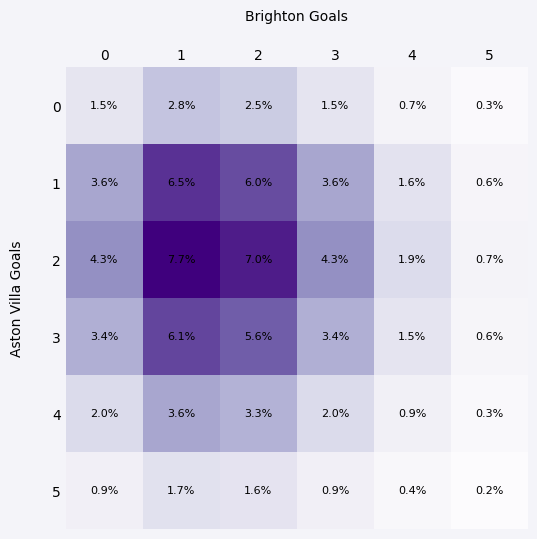 Brighton Goals
0 1 2 3 4 5
0 1.5% 2.8% 2.5% 1.5% 0.7% 0.3%
1 3.6% 6.5% 6.0% 3.6% 1.6% 0.6%
2 4.3% 7.7% 7.0% 4.3% 1.9% 0.7%
3 3.4% 6.1% 5.6% 3.4% 1.5% 0.6%
4 2.0% 3.6% 3.3% 2.0% 0.9% 0.3%
5 0.9% 1.7% 1.6% 0.9% 0.4% 0.2%
Aston Villa Goals